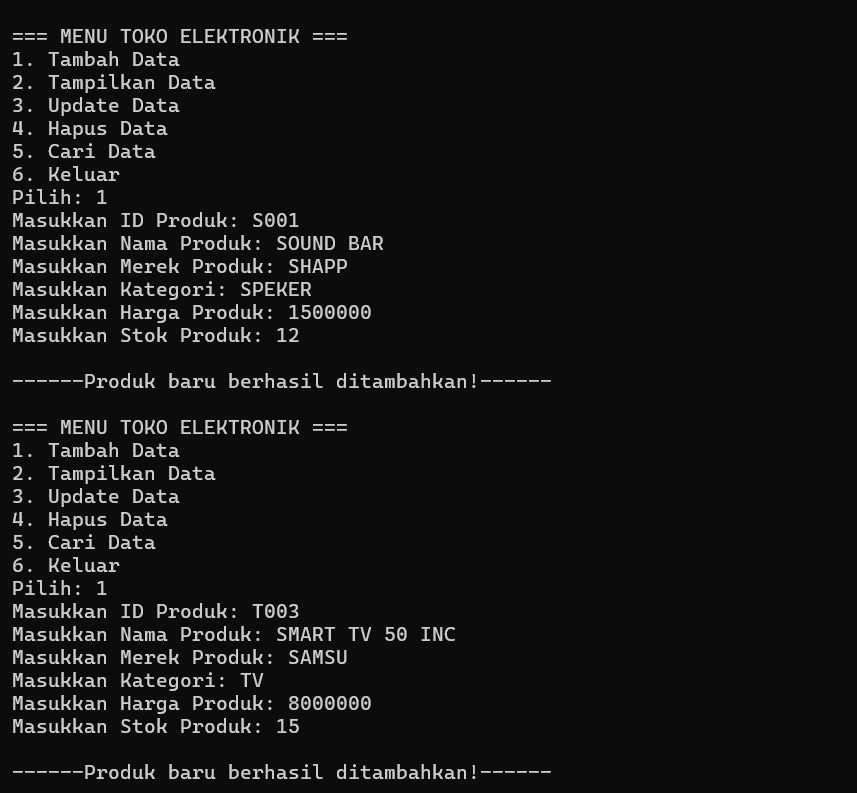 === MENU TOKO ELEKTRONIK ===
1. Tambah Data
2. Tampilkan Data
3. Update Data
4. Hapus Data
5. Cari Data
6. Keluar
Pilih: 1
Masukkan ID Produk: S001
Masukkan Nama Produk: SOUND BAR
Masukkan Merek Produk: SHAPP
Masukkan Kategori: SPEKER
Masukkan Harga Produk: 1500000
Masukkan Stok Produk: 12
------Produk baru berhasil ditambahkan!------
=== MENU TOKO ELEKTRONIK ===
1. Tambah Data
2. Tampilkan Data
3. Update Data
4. Hapus Data
5. Cari Data
6. Keluar
Pilih: 1
Masukkan ID Produk: T003
Masukkan Nama Produk: SMART TV 50 INC
Masukkan Merek Produk: SAMSU
Masukkan Kategori: TV
Masukkan Harga Produk: 8000000
Masukkan Stok Produk: 15
------Produk baru berhasil ditambahkan!------